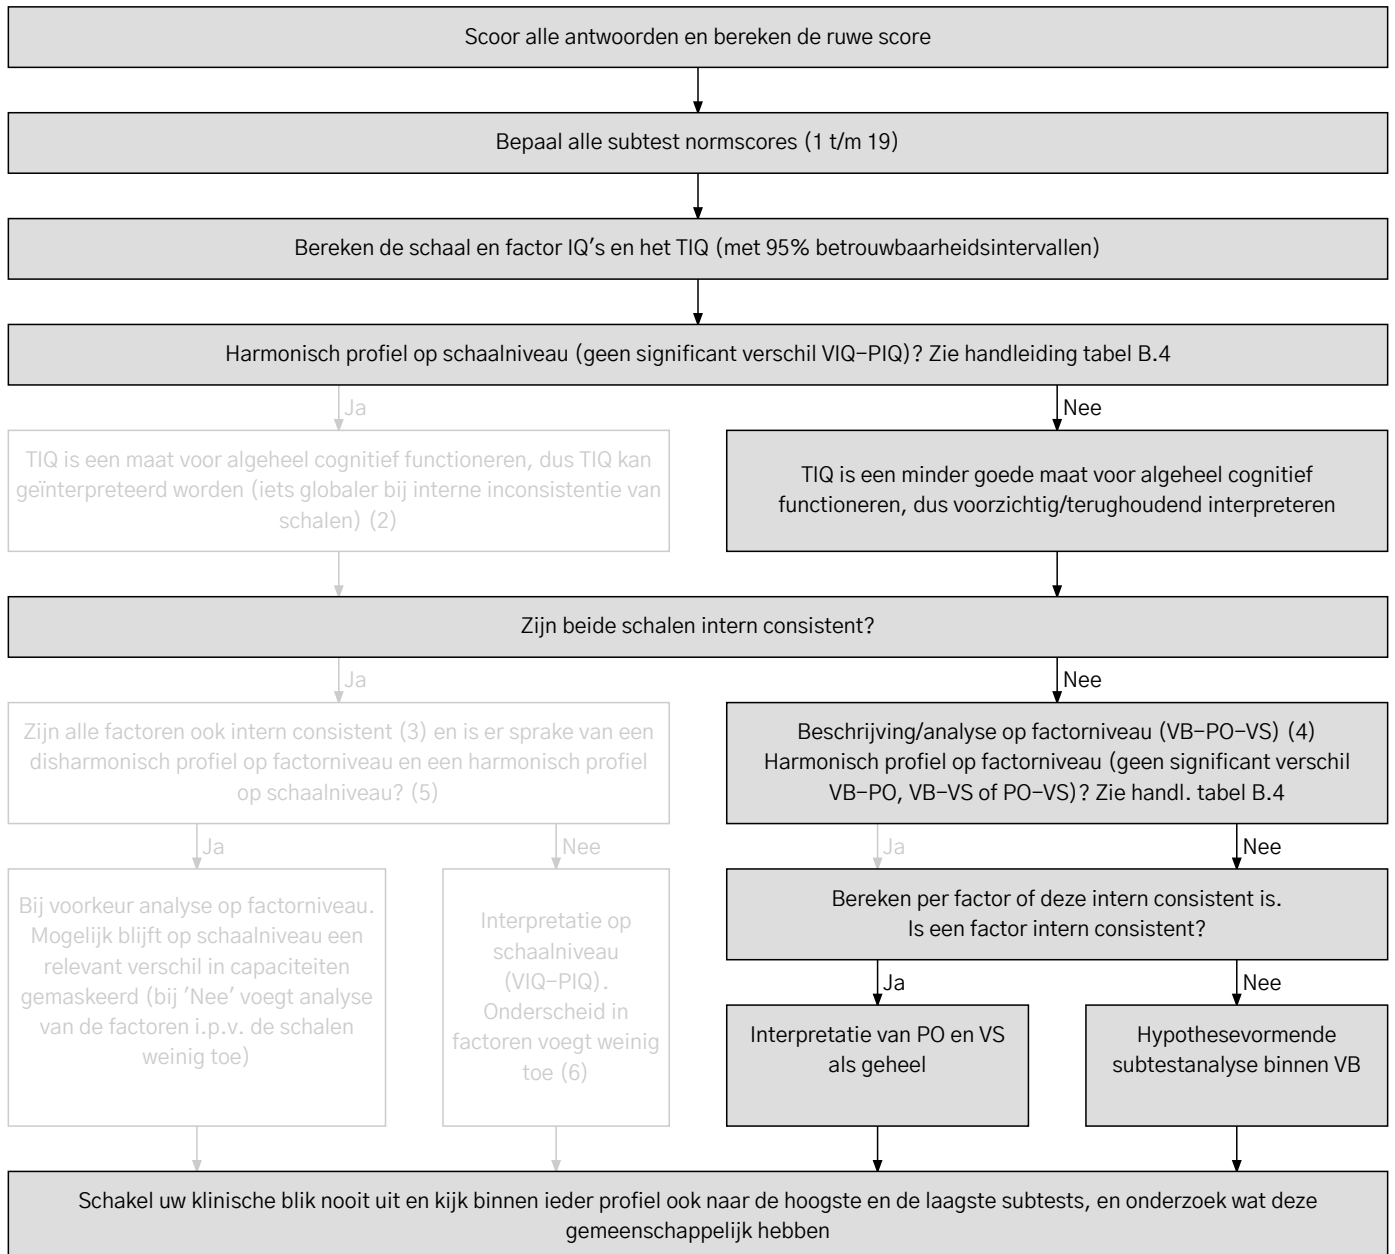 Scoor alle antwoorden en bereken de ruwe score
Bepaal alle subtest normscores (1 t/m 19)
Bereken de schaal en factor IQ's en het TIQ (met 95% betrouwbaarheidsintervallen)
Harmonisch profiel op schaalniveau (geen significant verschil VIQ-PIQ)? Zie handleiding tabel B.4
Ja
Nee
TIQ is een maat voor algeheel cognitief functioneren, dus TIQ kan
geïnterpreteerd worden (iets globaler bij interne inconsistentie van
schalen) (2)
TIQ is een minder goede maat voor algeheel cognitief
functioneren, dus voorzichtig/terughoudend interpreteren
Zijn beide schalen intern consistent?
Ja
Nee
Zijn alle factoren ook intern consistent (3) en is er sprake van een
disharmonisch profiel op factorniveau en een harmonisch profiel
op schaalniveau? (5)
Beschrijving/analyse op factorniveau (VB-PO-VS) (4)
Harmonisch profiel op factorniveau (geen significant verschil
VB-PO, VB-VS of PO-VS)? Zie handl. tabel B.4
Ja
Nee
Ja
Nee
Bij voorkeur analyse op factorniveau.
Mogelijk blijft op schaalniveau een
relevant verschil in capaciteiten
gemaskeerd (bij 'Nee' voegt analyse
van de factoren i.p.v. de schalen
weinig toe)
Interpretatie op
schaalniveau
(VIQ-PIQ).
Onderscheid in
factoren voegt weinig
toe (6)
Bereken per factor of deze intern consistent is.
Is een factor intern consistent?
Ja
Nee
Interpretatie van PO en VS
als geheel
Hypothesevormende
subtestanalyse binnen VB
Schakel uw klinische blik nooit uit en kijk binnen ieder profiel ook naar de hoogste en de laagste subtests, en onderzoek wat deze
gemeenschappelijk hebben